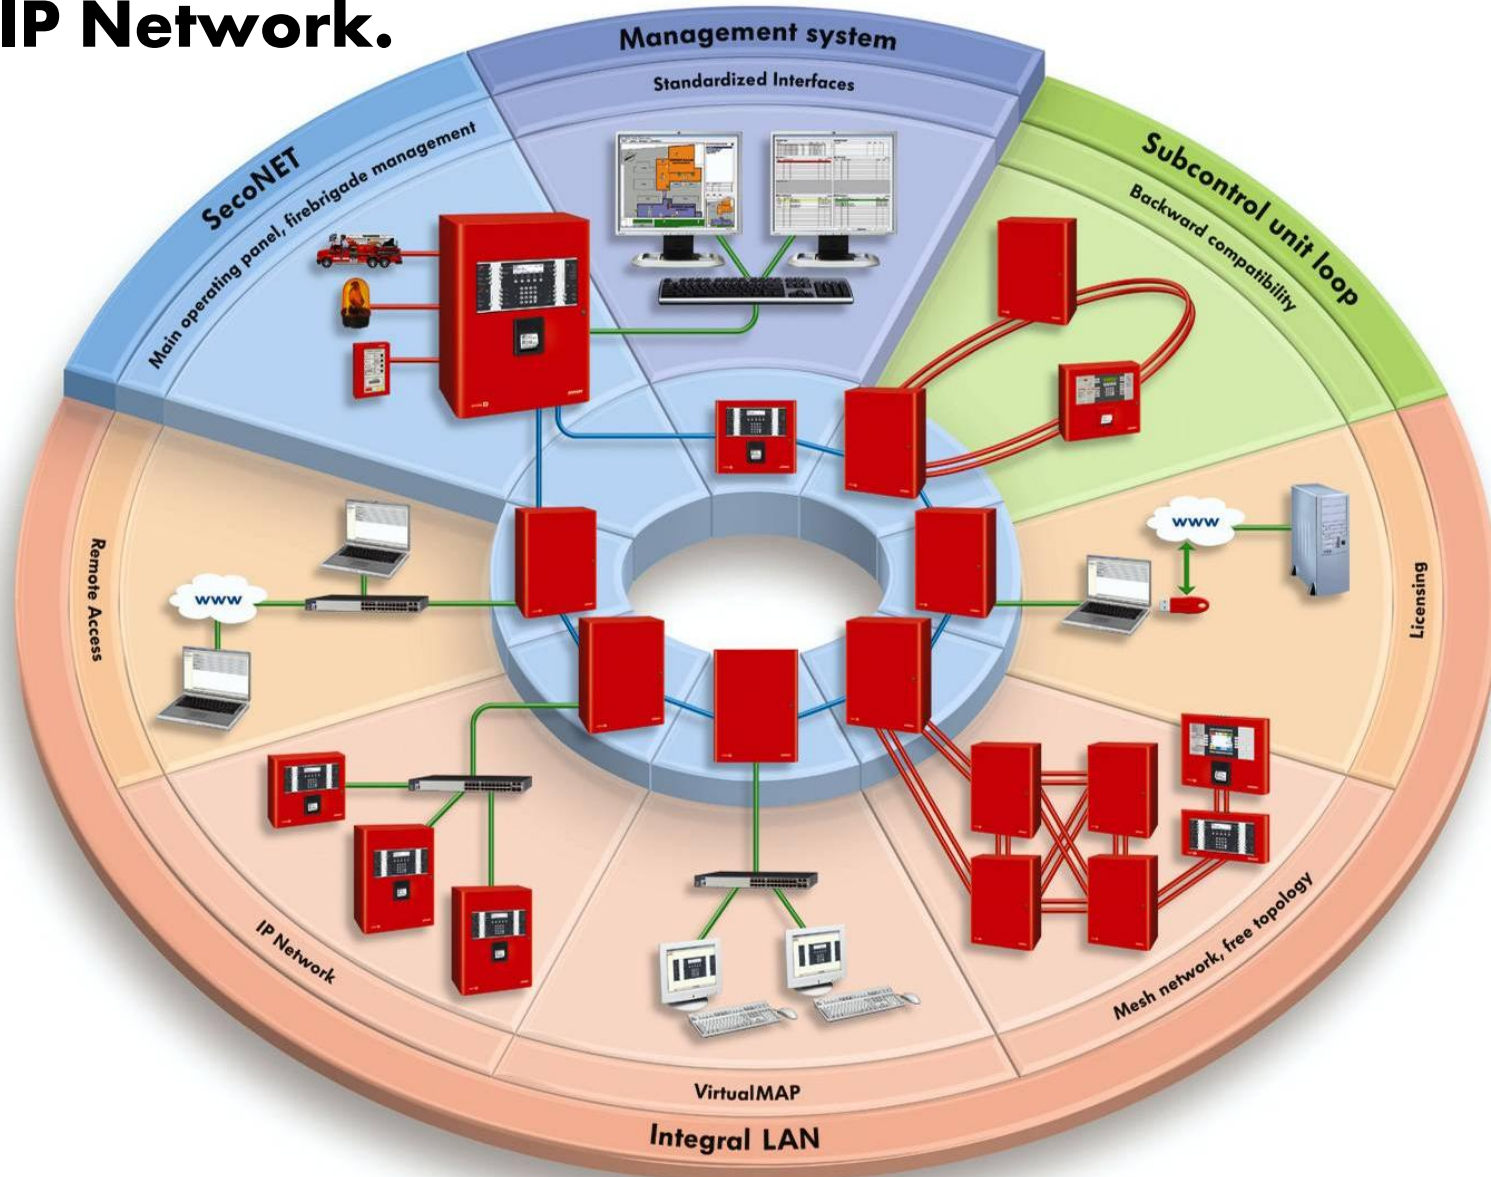 IP Network.
Management system
Standardized Interfaces
SecoNET
Main operating panel, firebrigade management
Subcontrol unit loop
Backward compatibility
Remote Access
www
www
Licensing
IP Network
VirtualMAP
Mesh network, free topology
Integral LAN